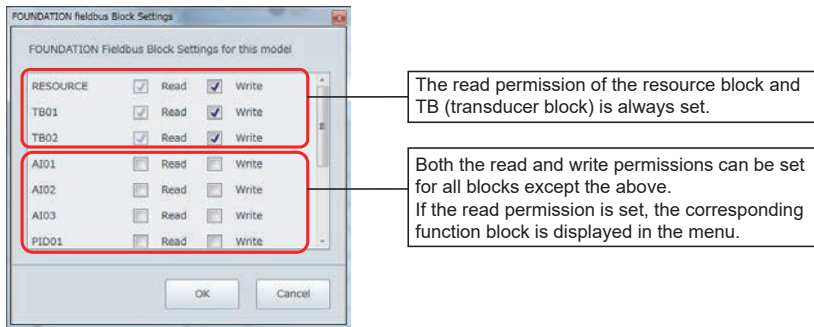 FOUNDATION fieldbus Block Settings
FOUNDATION Fieldbus Block Settings for this model
RESOURCE Read Write
TB01 Read Write
TB02 Read Write
AI01 Read Write
AI02 Read Write
AI03 Read Write
PID01 Read Write
OK Cancel
The read permission of the resource block and
TB (transducer block) is always set.
Both the read and write permissions can be set
for all blocks except the above.
If the read permission is set, the corresponding
function block is displayed in the menu.